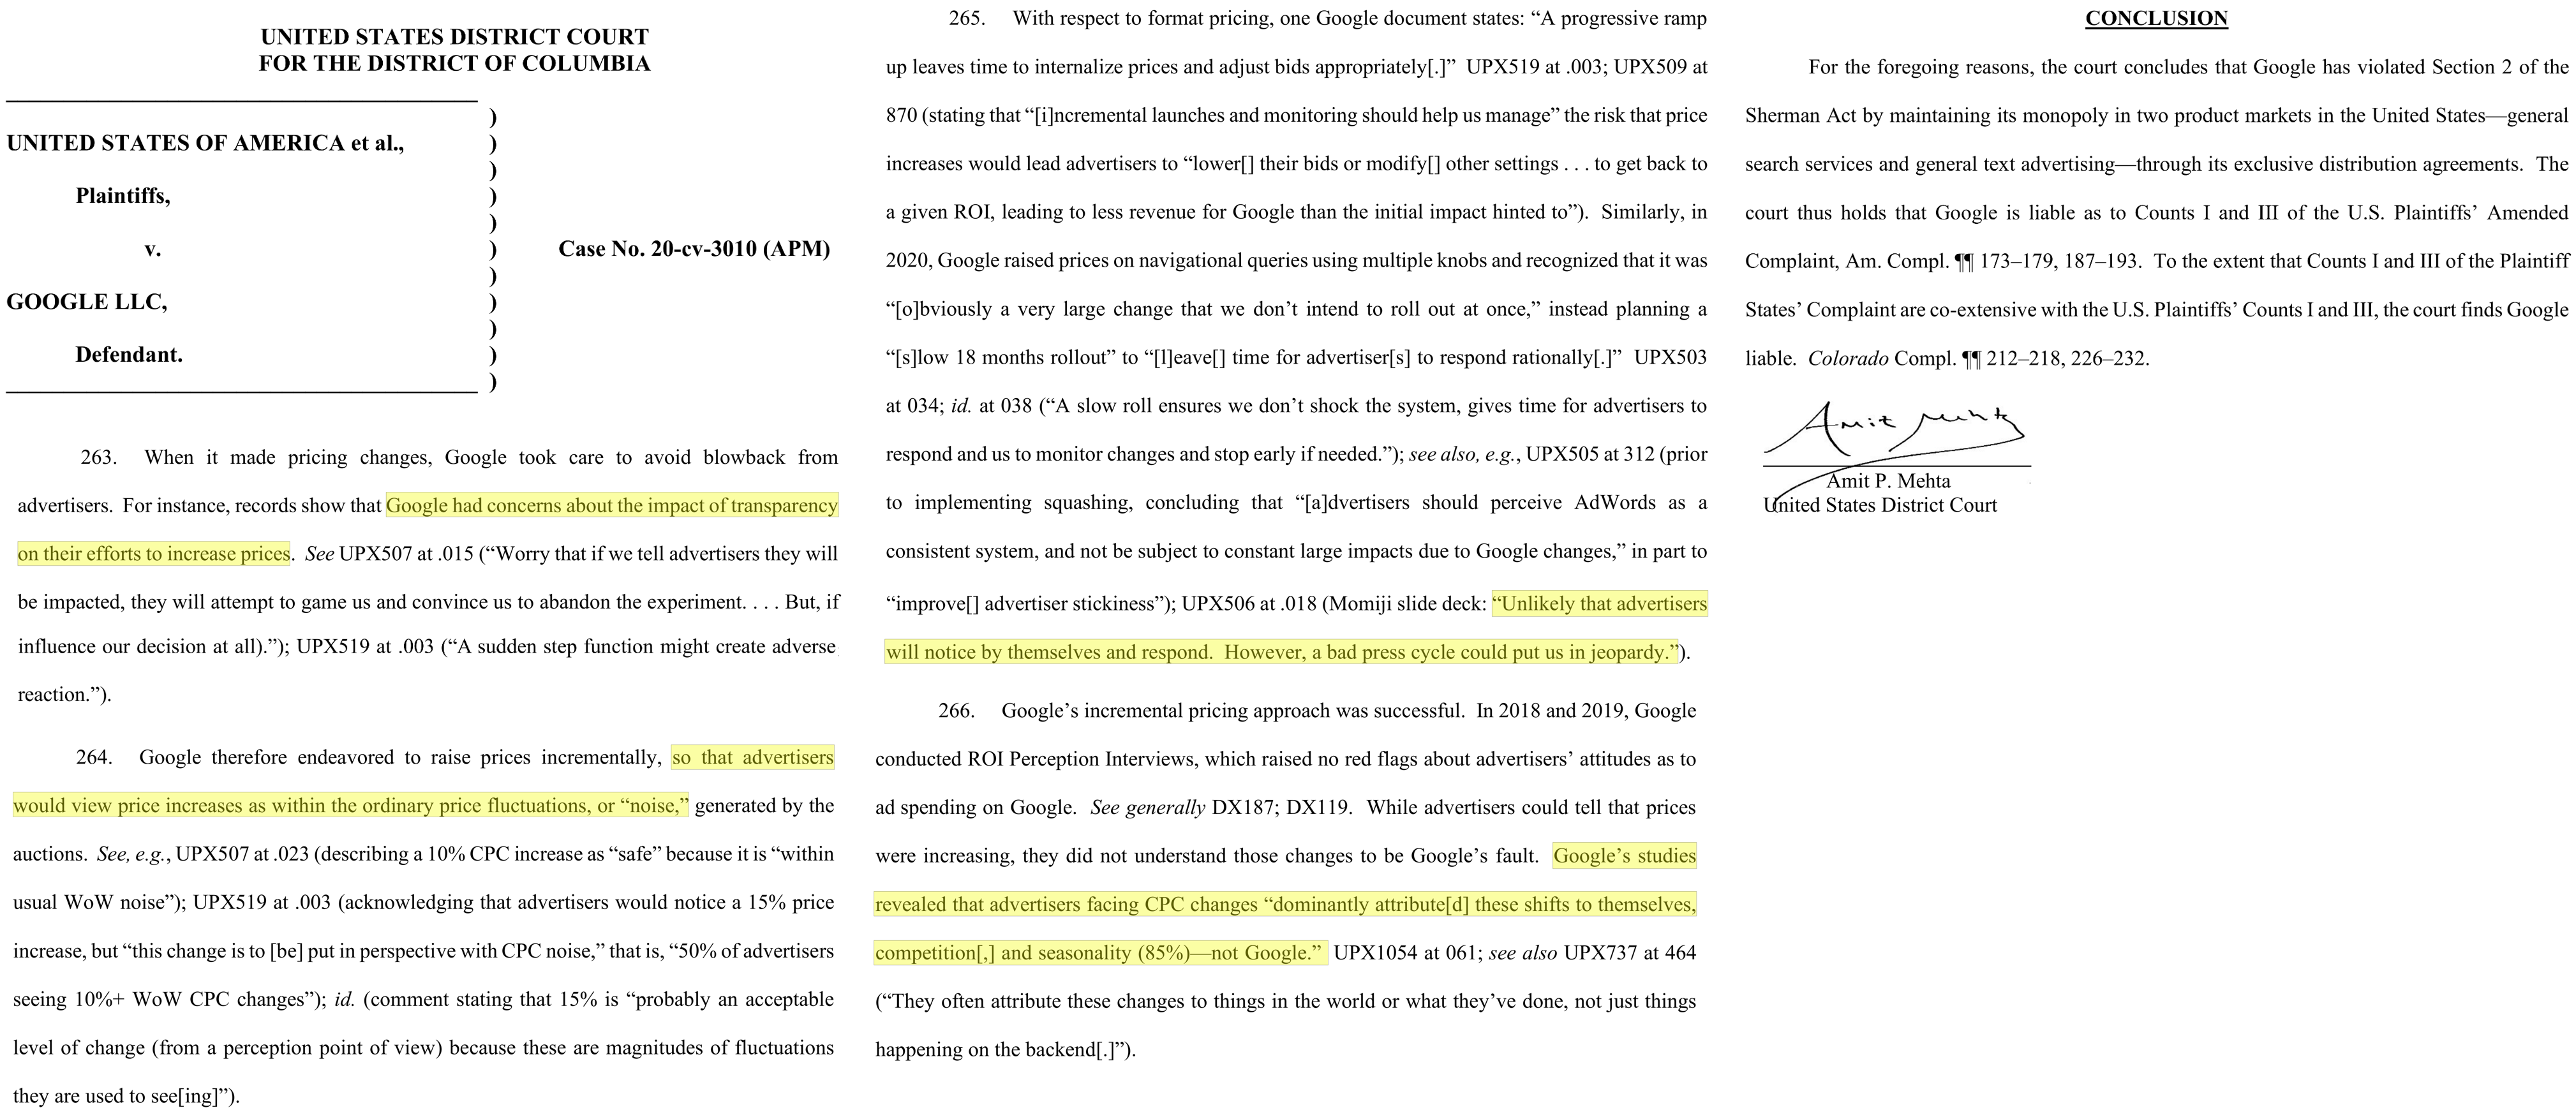 UNITED STATES DISTRICT COURT
FOR THE DISTRICT OF COLUMBIA
UNITED STATES OF AMERICA et al.,
Plaintiffs,
v.
GOOGLE LLC,
Defendant.
)
)
)
)
)
)
)
)
)
)
)
Case No. 20-cv-3010 (APM)
263. When it made pricing changes, Google took care to avoid blowback from
advertisers. For instance, records show that Google had concerns about the impact of transparency
on their efforts to increase prices. See UPX507 at .015 (“Worry that if we tell advertisers they will
be impacted, they will attempt to game us and convince us to abandon the experiment. . . . But, if
influence our decision at all).”); UPX519 at .003 (“A sudden step function might create adverse
reaction.”).
264. Google therefore endeavored to raise prices incrementally, so that advertisers
would view price increases as within the ordinary price fluctuations, or “noise,” generated by the
auctions. See, e.g., UPX507 at .023 (describing a 10% CPC increase as “safe” because it is “within
usual WoW noise”); UPX519 at .003 (acknowledging that advertisers would notice a 15% price
increase, but “this change is to [be] put in perspective with CPC noise,” that is, “50% of advertisers
seeing 10%+ WoW CPC changes”); id. (comment stating that 15% is “probably an acceptable
level of change (from a perception point of view) because these are magnitudes of fluctuations
they are used to see[ing]”).
265. With respect to format pricing, one Google document states: “A progressive ramp
up leaves time to internalize prices and adjust bids appropriately[.]” UPX519 at .003; UPX509 at
870 (stating that “[i]ncremental launches and monitoring should help us manage” the risk that price
increases would lead advertisers to “lower[] their bids or modify[] other settings . . . to get back to
a given ROI, leading to less revenue for Google than the initial impact hinted to”). Similarly, in
2020, Google raised prices on navigational queries using multiple knobs and recognized that it was
“[o]bviously a very large change that we don’t intend to roll out at once,” instead planning a
“[s]low 18 months rollout” to “[l]eave[] time for advertiser[s] to respond rationally[.]” UPX503
at 034; id. at 038 (“A slow roll ensures we don’t shock the system, gives time for advertisers to
respond and us to monitor changes and stop early if needed.”); see also, e.g., UPX505 at 312 (prior
to implementing squashing, concluding that “[a]dvertisers should perceive AdWords as a
consistent system, and not be subject to constant large impacts due to Google changes,” in part to
“improve[] advertiser stickiness”); UPX506 at .018 (Momiji slide deck: “Unlikely that advertisers
will notice by themselves and respond. However, a bad press cycle could put us in jeopardy.”).
266. Google’s incremental pricing approach was successful. In 2018 and 2019, Google
conducted ROI Perception Interviews, which raised no red flags about advertisers’ attitudes as to
ad spending on Google. See generally DX187; DX119. While advertisers could tell that prices
were increasing, they did not understand those changes to be Google’s fault. Google’s studies
revealed that advertisers facing CPC changes “dominantly attribute[d] these shifts to themselves,
competition[,] and seasonality (85%)—not Google.” UPX1054 at 061; see also UPX737 at 464
(“They often attribute these changes to things in the world or what they’ve done, not just things
happening on the backend[.]”).
CONCLUSION
For the foregoing reasons, the court concludes that Google has violated Section 2 of the
Sherman Act by maintaining its monopoly in two product markets in the United States—general
search services and general text advertising—through its exclusive distribution agreements. The
court thus holds that Google is liable as to Counts I and III of the U.S. Plaintiffs’ Amended
Complaint, Am. Compl. ¶¶ 173–179, 187–193. To the extent that Counts I and III of the Plaintiff
States’ Complaint are co-extensive with the U.S. Plaintiffs’ Counts I and III, the court finds Google
liable. Colorado Compl. ¶¶ 212–218, 226–232.
Amit Mehta
Amit P. Mehta
United States District Court